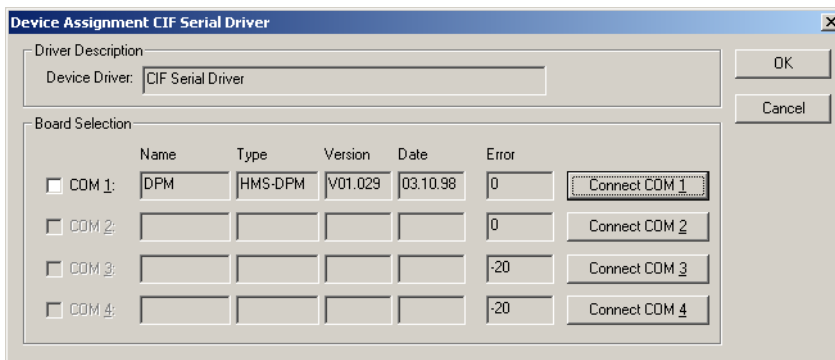 Device Assignment CIF Serial Driver
Driver Description
Device Driver: CIF Serial Driver
OK
Cancel
Board Selection
Name Type Version Date Error
COM 1: DPM HMS-DPM V01.029 03.10.98 0 Connect COM 1
COM 2: 0 Connect COM 2
COM 3: -20 Connect COM 3
COM 4: -20 Connect COM 4